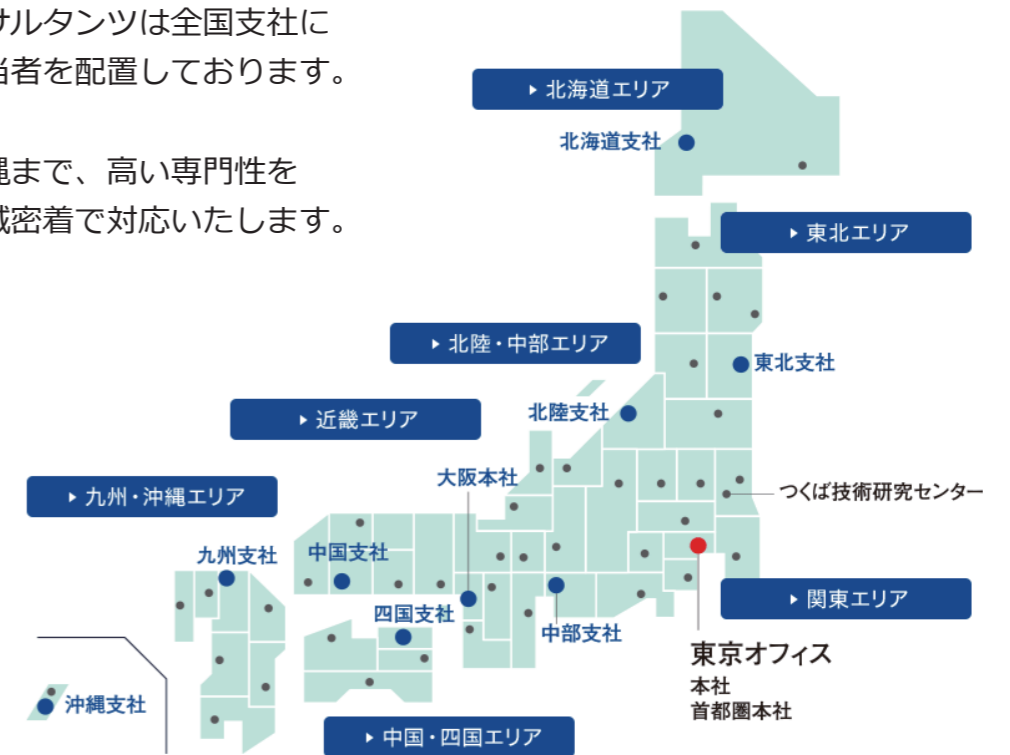 サルタンツは全国支社に
当者を配置しております。
縄まで、高い専門性を
域密着で対応いたします。
北海道エリア
北海道支社
東北エリア
北陸・中部エリア
東北支社
近畿エリア
北陸支社
大阪本社
九州・沖縄エリア
つくば技術研究センター
中国支社
九州支社
関東エリア
四国支社
中部支社
東京オフィス
本社
首都圏本社
沖縄支社
中国・四国エリア